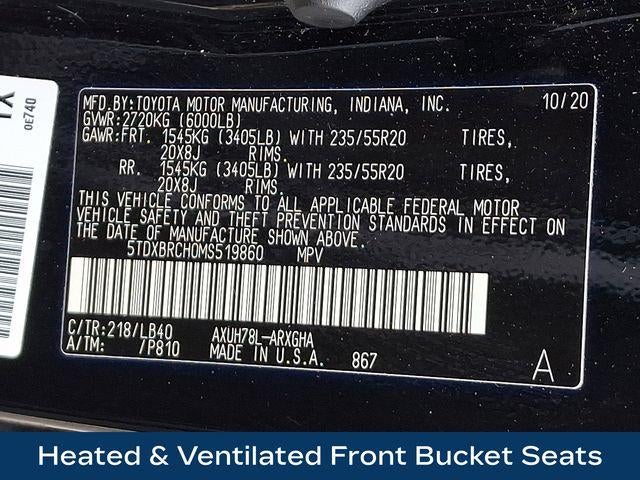 MFD.BY:TOYOTA MOTOR MANUFACTURING, INDIANA, INC. 10/20
GVWR:2720KG (6000LB)
GAWR:FRT. 1545KG (3405LB) WITH 235/55R20 TIRES,
20X8J RIMS.
RR. 1545KG (3405LB) WITH 235/55R20 TIRES,
20X8J RIMS.
THIS VEHICLE CONFORMS TO ALL APPLICABLE FEDERAL MOTOR
VEHICLE SAFETY AND THEFT PREVENTION STANDARDS IN EFFECT ON
THE DATE OF MANUFACTURE SHOWN ABOVE.
5TDXBRCH0MS519860 MPV
C/TR:218/LB40 AXUH78L-ARXGHA
A/TM: /P810 MADE IN U.S.A. 867 A
0E740
Heated & Ventilated Front Bucket Seats